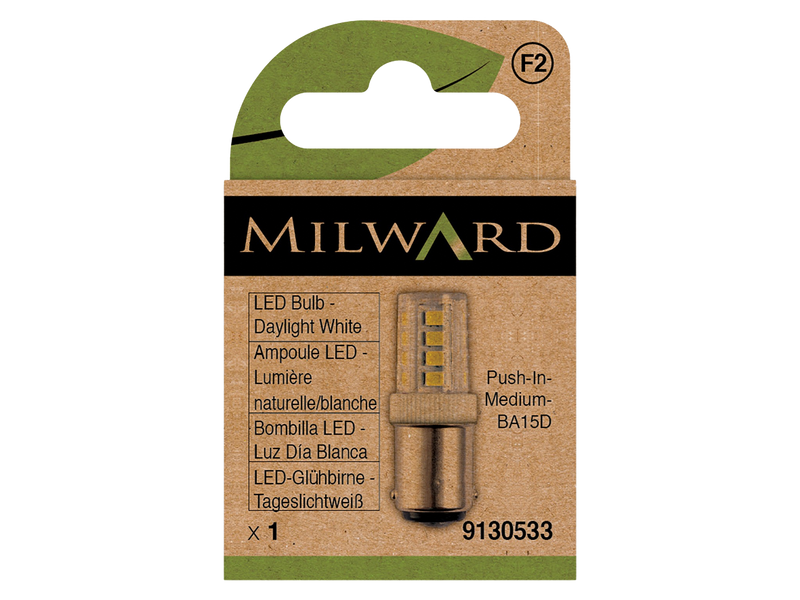 F2
MILWARD
LED Bulb -
Daylight White
Ampoule LED -
Lumière
naturelle/blanche
Bombilla LED -
Luz Día Blanca
LED-Glühbirne -
Tageslichtweiß
Push-In-
Medium-
BA15D
x 1
9130533